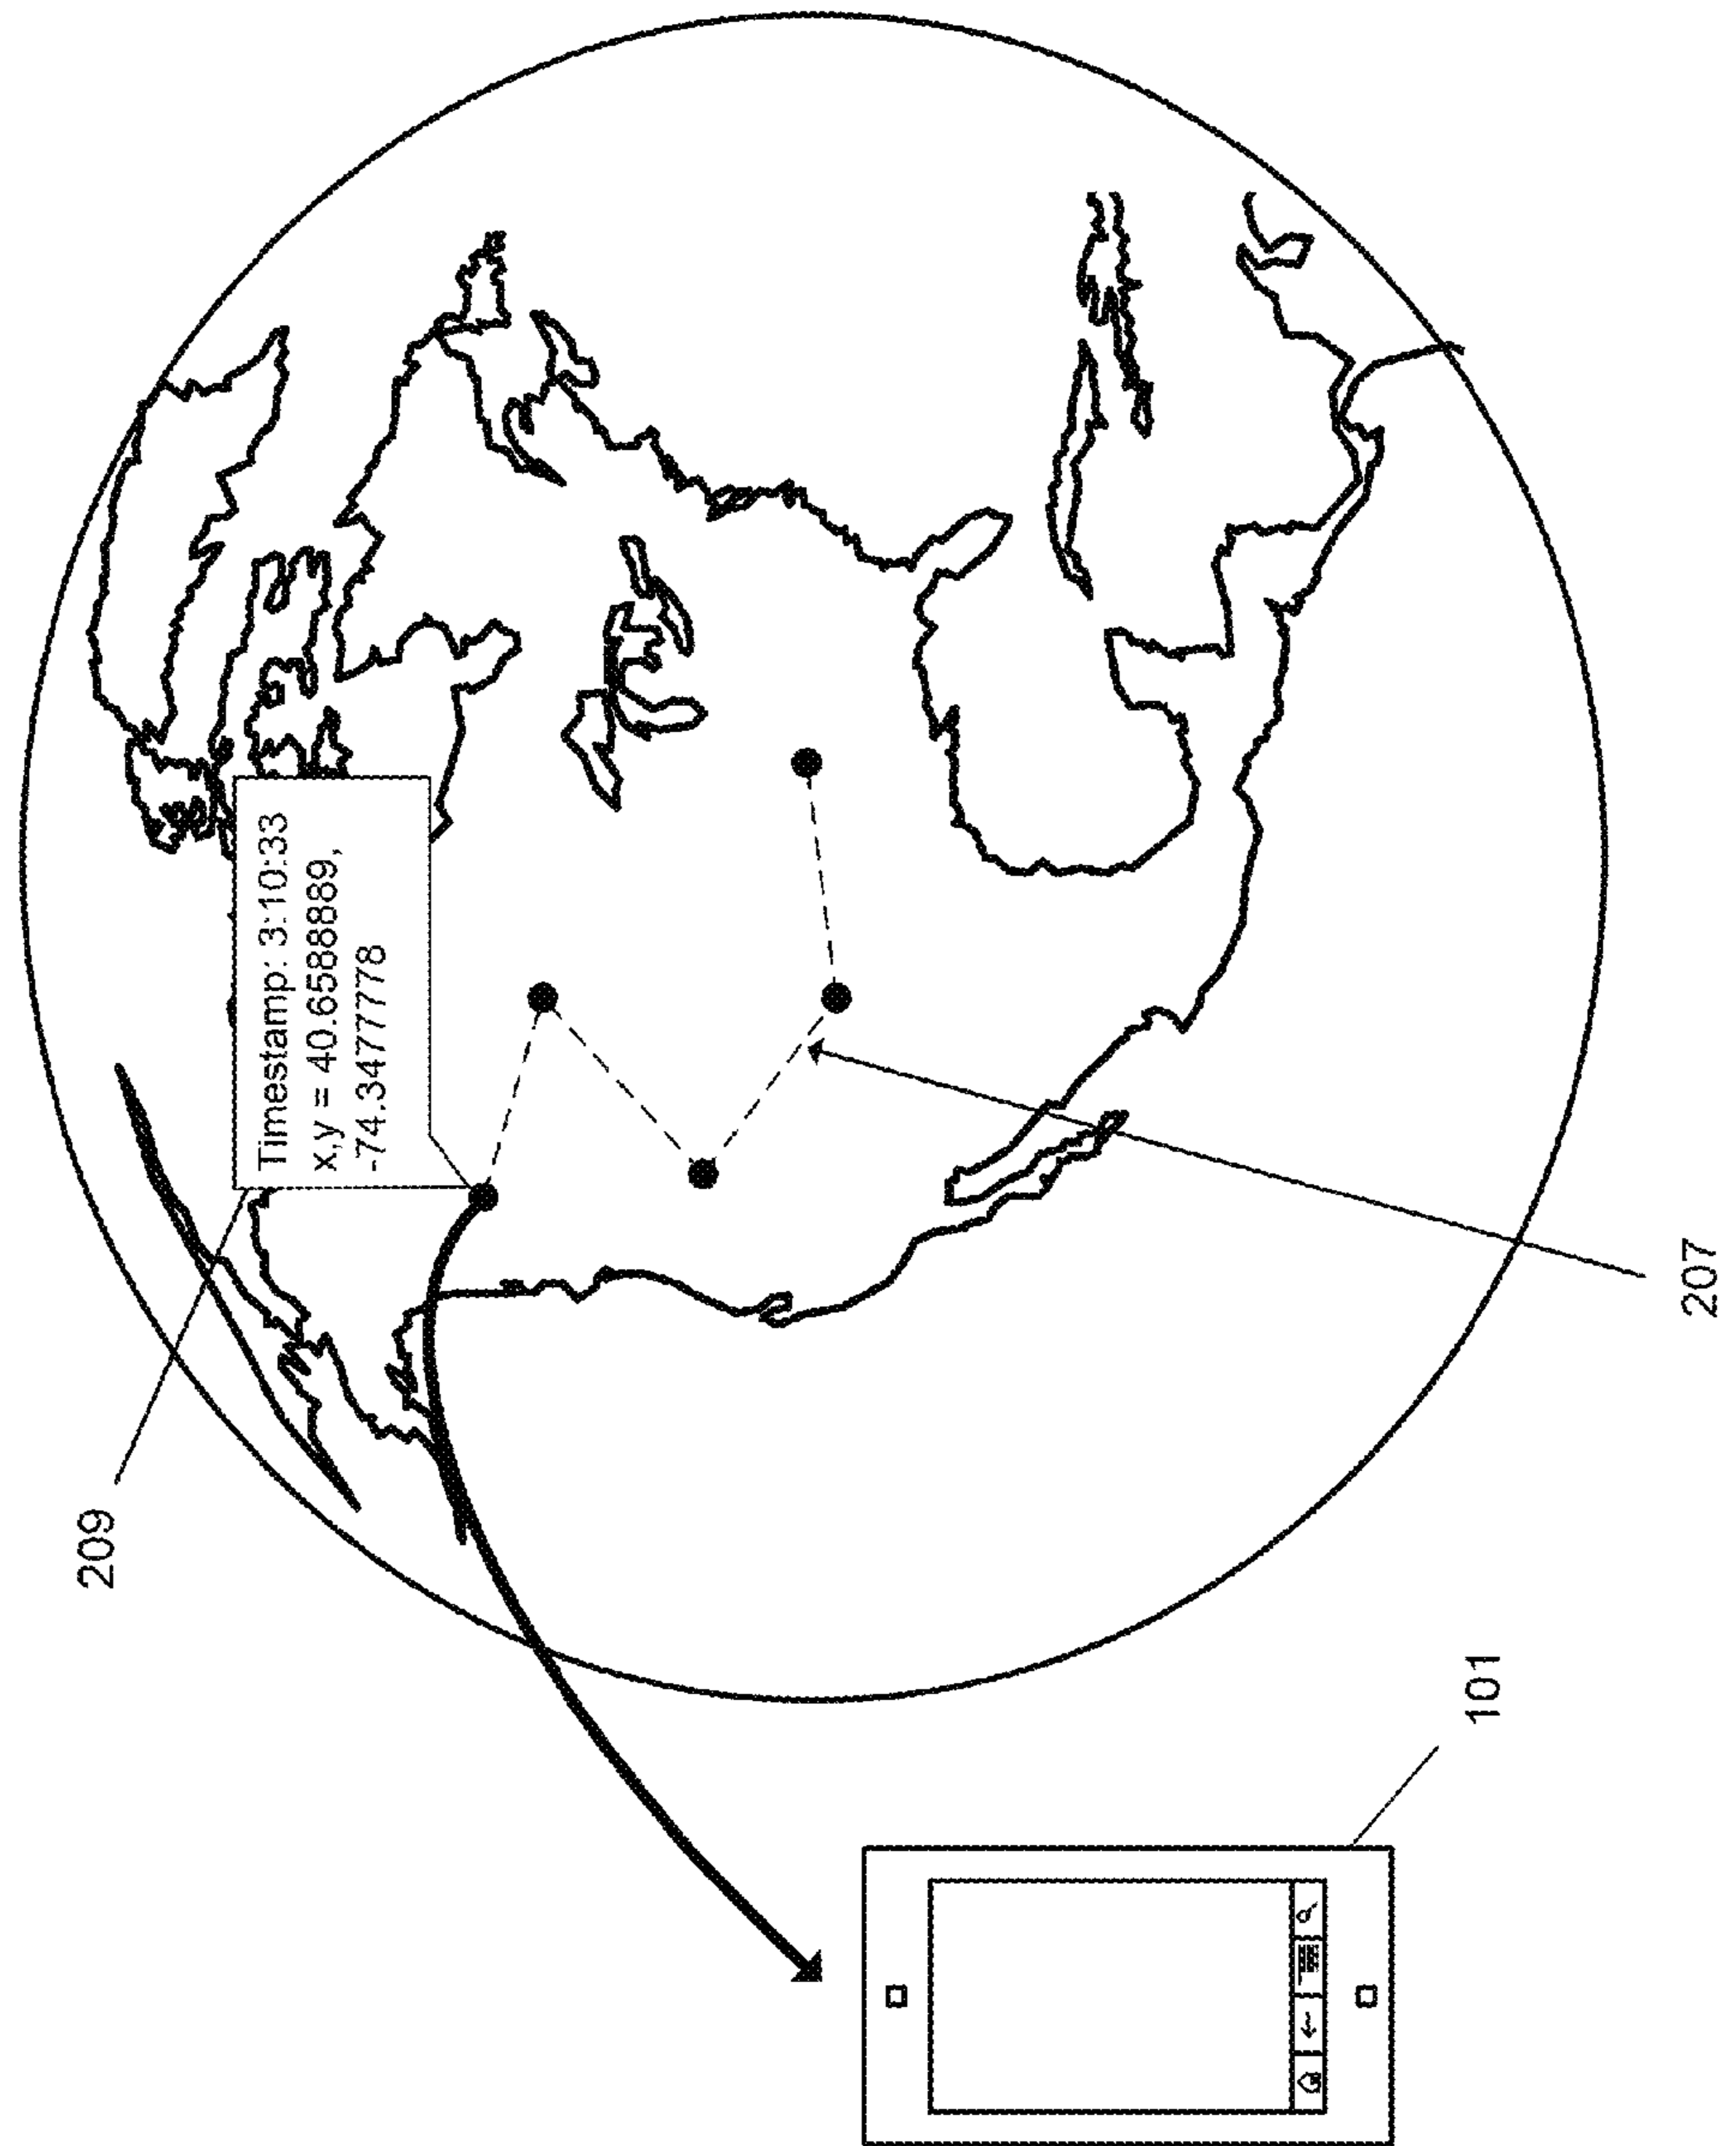 209
Timestamp: 3:10:33
x,y = 40.6588889,
-74.3477778
101
207